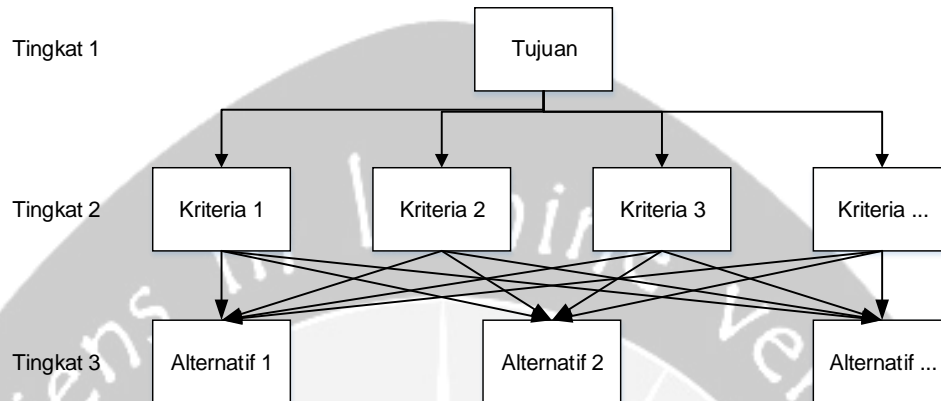 Tingkat 1
Tujuan
Tingkat 2
Kriteria 1
Kriteria 2
Kriteria 3
Kriteria ...
Tingkat 3
Alternatif 1
Alternatif 2
Alternatif ...